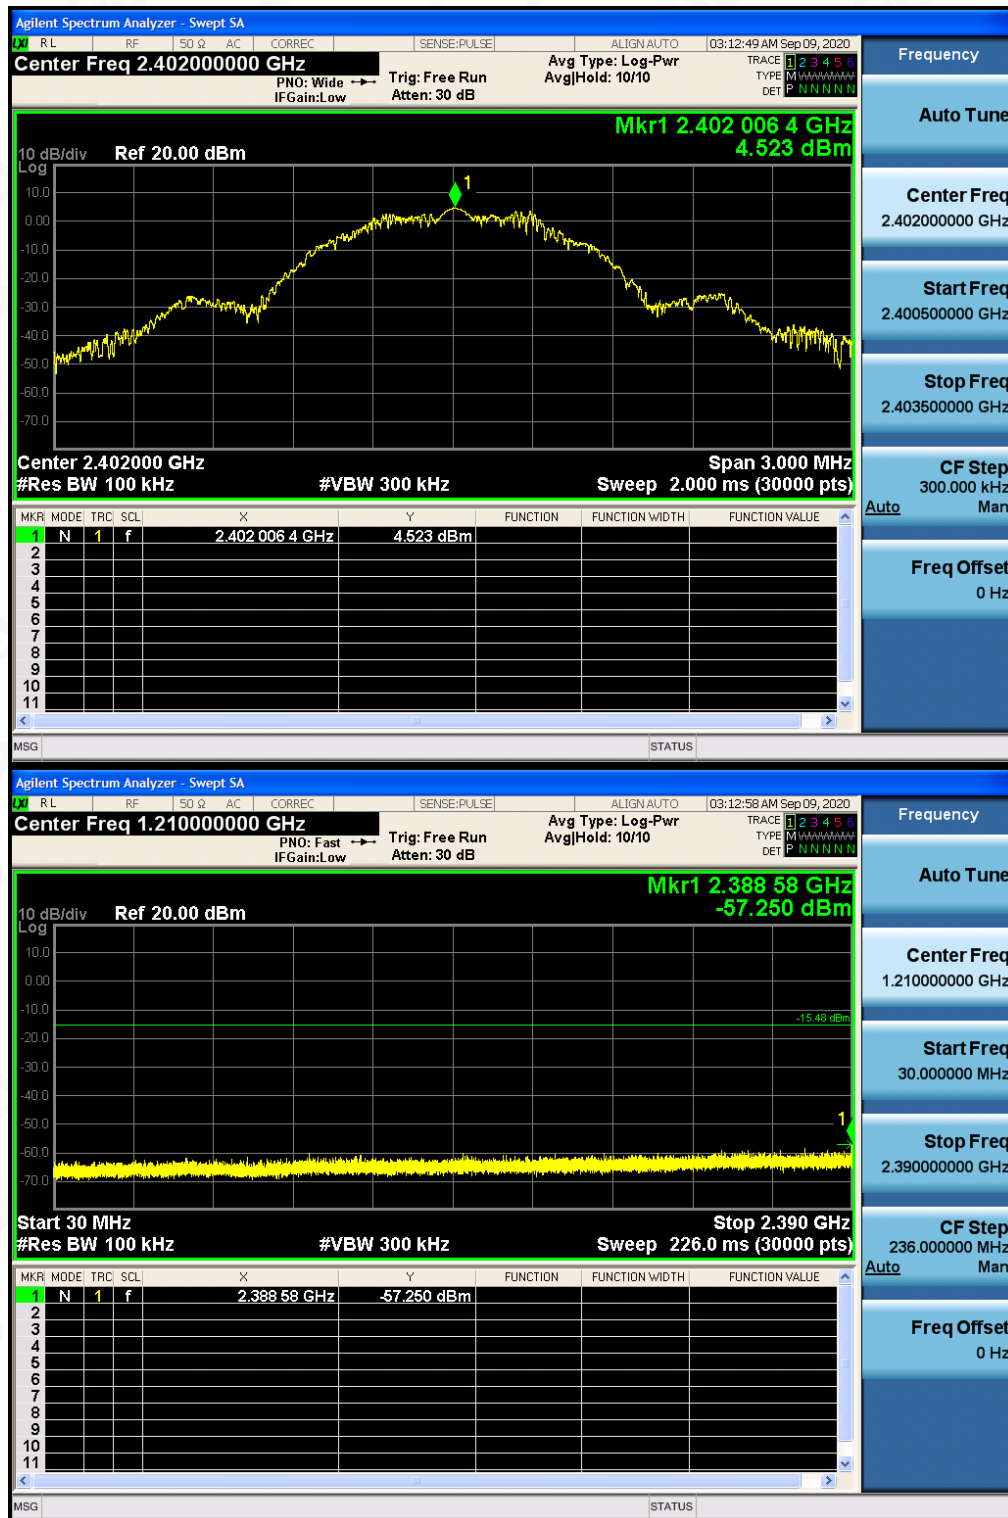 Agilent Spectrum Analyzer - Swept SA
LXI RL RF 50 Ω AC CORREC SENSE:PULSE ALIGN AUTO 03:12:49 AM Sep 09, 2020
Center Freq 2.402000000 GHz
PNO: Wide
IFGain:Low
Trig: Free Run
Atten: 30 dB
Avg Type: Log-Pwr
Avg|Hold: 10/10
TRACE 1 2 3 4 5 6
TYPE M
DET P N N N N N
Mkr1 2.402 006 4 GHz
4.523 dBm
10 dB/div Ref 20.00 dBm
Log
1
10.0
0.00
-10.0
-20.0
-30.0
-40.0
-50.0
-60.0
-70.0
Center 2.402000 GHz Span 3.000 MHz
#Res BW 100 kHz #VBW 300 kHz Sweep 2.000 ms (30000 pts)
MKR MODE TRC SCL X Y FUNCTION FUNCTION WIDTH FUNCTION VALUE
1 N 1 f 2.402 006 4 GHz 4.523 dBm
2
3
4
5
6
7
8
9
10
11
MSG STATUS
Frequency
Auto Tune
Center Freq
2.402000000 GHz
Start Freq
2.400500000 GHz
Stop Freq
2.403500000 GHz
CF Step
300.000 kHz
Auto Man
Freq Offset
0 Hz
Agilent Spectrum Analyzer - Swept SA
LXI RL RF 50 Ω AC CORREC SENSE:PULSE ALIGN AUTO 03:12:58 AM Sep 09, 2020
Center Freq 1.210000000 GHz
PNO: Fast
IFGain:Low
Trig: Free Run
Atten: 30 dB
Avg Type: Log-Pwr
Avg|Hold: 10/10
TRACE 1 2 3 4 5 6
TYPE M
DET P N N N N N
Mkr1 2.388 58 GHz
-57.250 dBm
10 dB/div Ref 20.00 dBm
Log
10.0
0.00
-10.0
-15.48 dBm
-20.0
-30.0
-40.0
-50.0
1
-60.0
-70.0
Start 30 MHz Stop 2.390 GHz
#Res BW 100 kHz #VBW 300 kHz Sweep 226.0 ms (30000 pts)
MKR MODE TRC SCL X Y FUNCTION FUNCTION WIDTH FUNCTION VALUE
1 N 1 f 2.388 58 GHz -57.250 dBm
2
3
4
5
6
7
8
9
10
11
MSG STATUS
Frequency
Auto Tune
Center Freq
1.210000000 GHz
Start Freq
30.000000 MHz
Stop Freq
2.390000000 GHz
CF Step
236.000000 MHz
Auto Man
Freq Offset
0 Hz